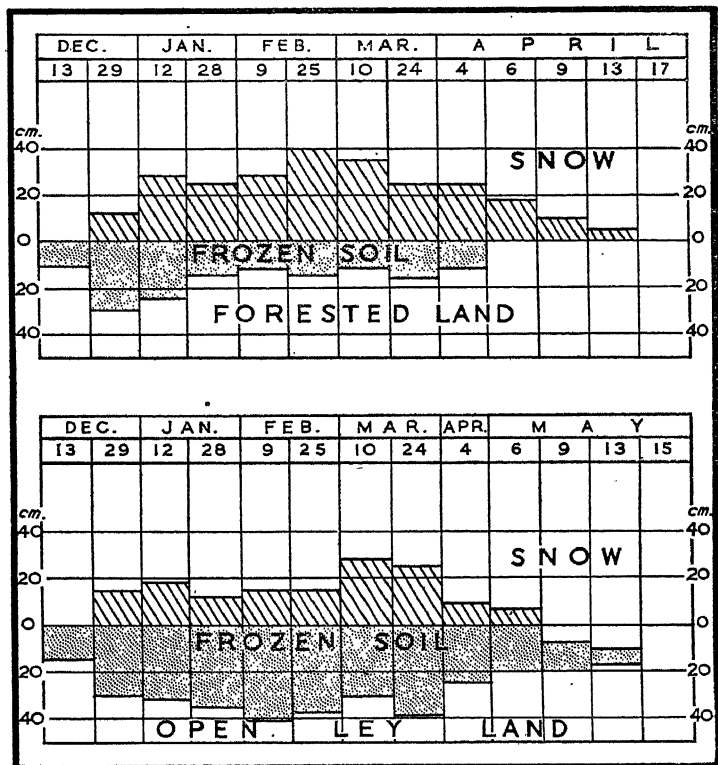 DEC. JAN. FEB. MAR. APRIL
13 29 12 28 9 25 10 24 4 6 9 13 17
cm. cm.
40 SNOW 40
20 20
0 0
FROZEN SOIL
20 FORESTED LAND 20
40 40
DEC. JAN. FEB. MAR. APR. MAY
13 29 12 28 9 25 10 24 4 6 9 13 15
cm. cm.
40 40
SNOW
20 20
0 0
FROZEN SOIL
20 20
40 40
OPEN LEY LAND